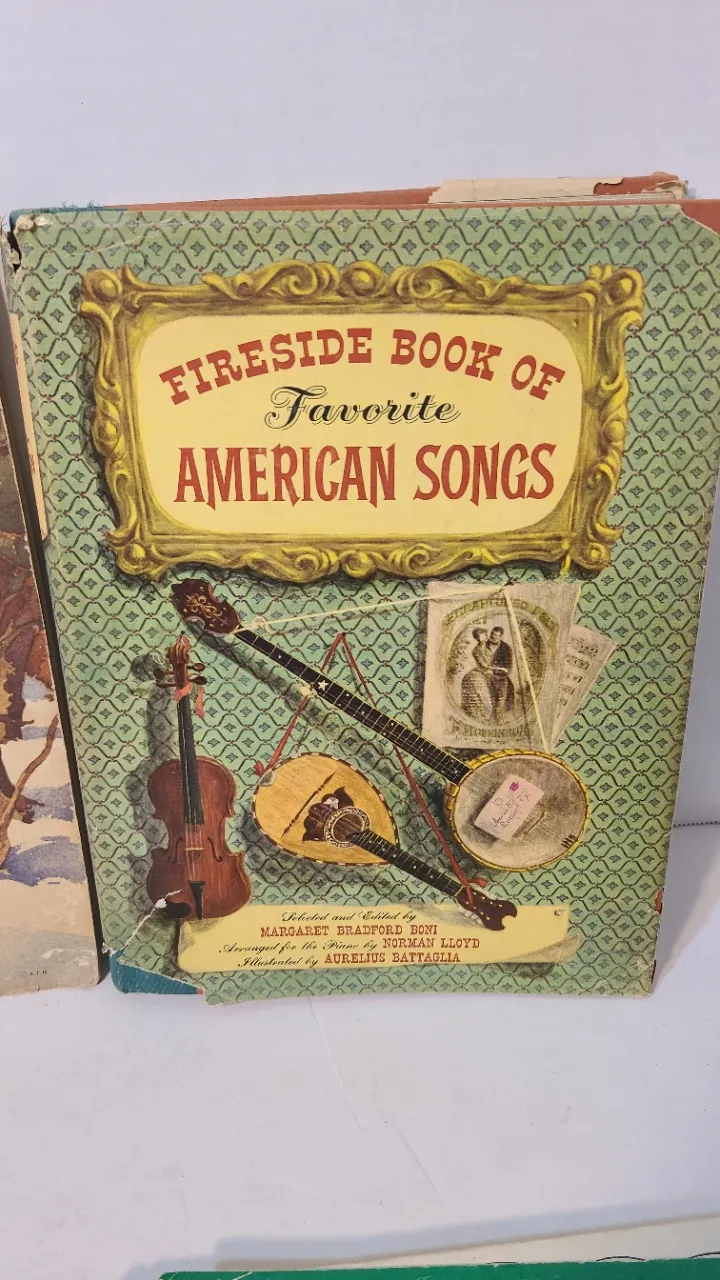 FIRESIDE BOOK OF
Favorite
AMERICAN SONGS
Selected and Edited by
MARGARET BRADFORD BONI
Arranged for the Piano by NORMAN LLOYD
Illustrated by AURELIUS BATTAGLIA